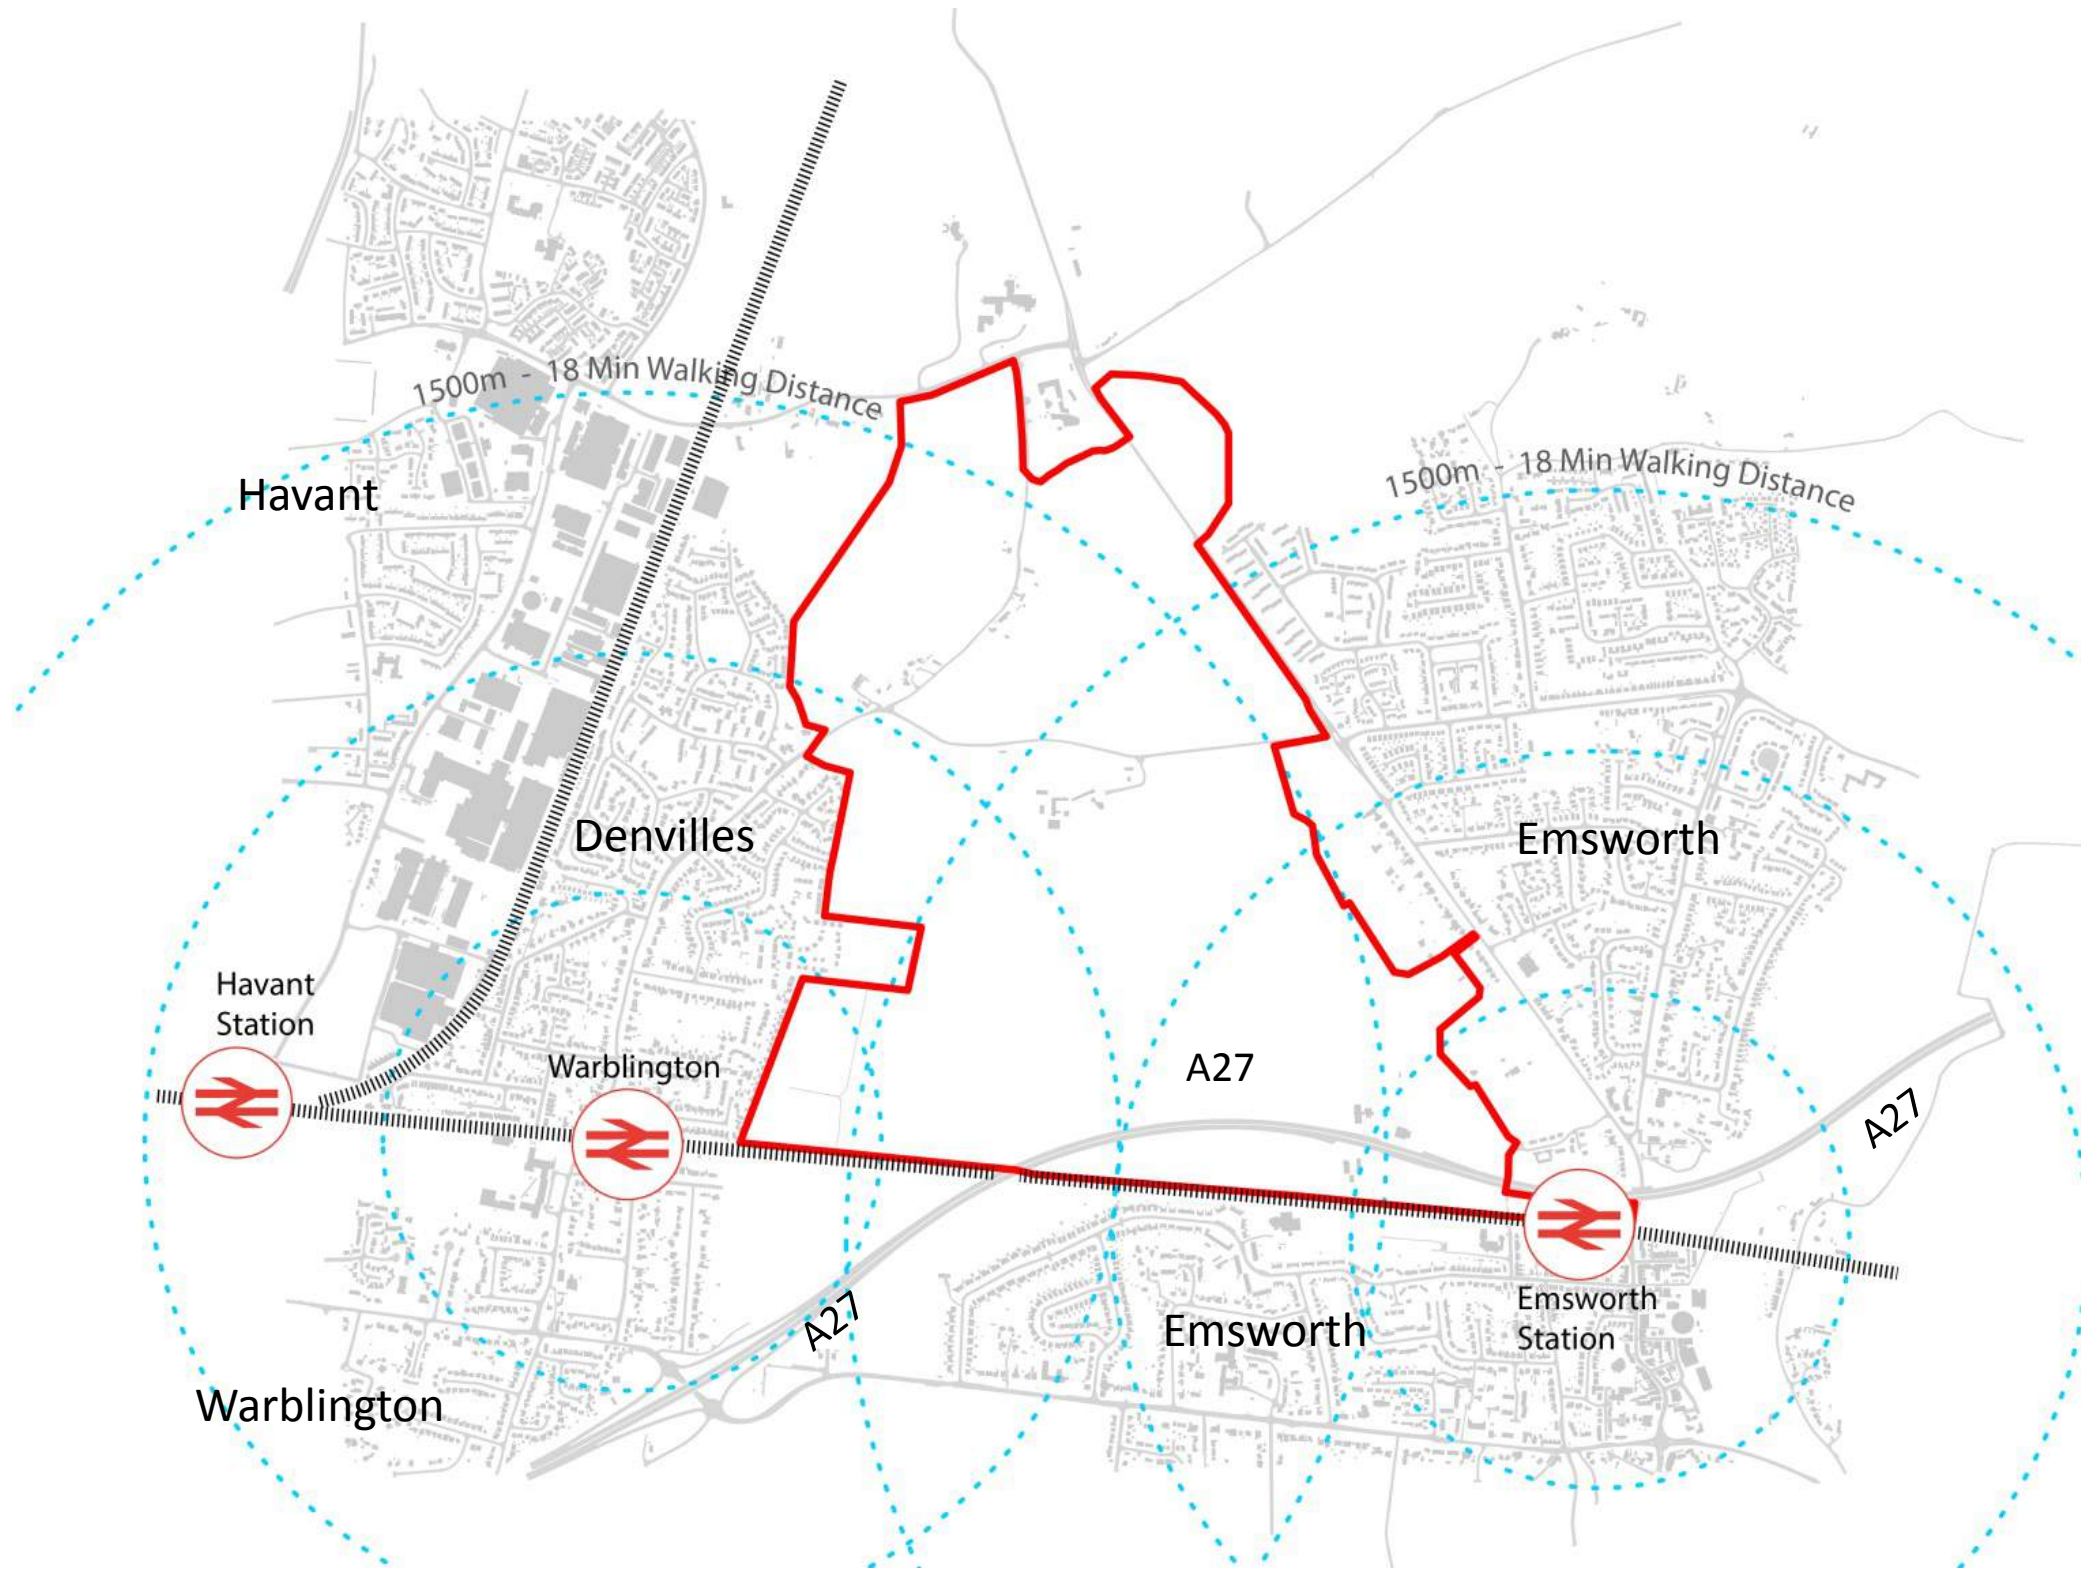 1500m - 18 Min Walking Distance
1500m - 18 Min Walking Distance
Havant
Denvilles
Emsworth
Havant
Station
Warblington
A27
A27
A27
Emsworth
Emsworth
Station
Warblington